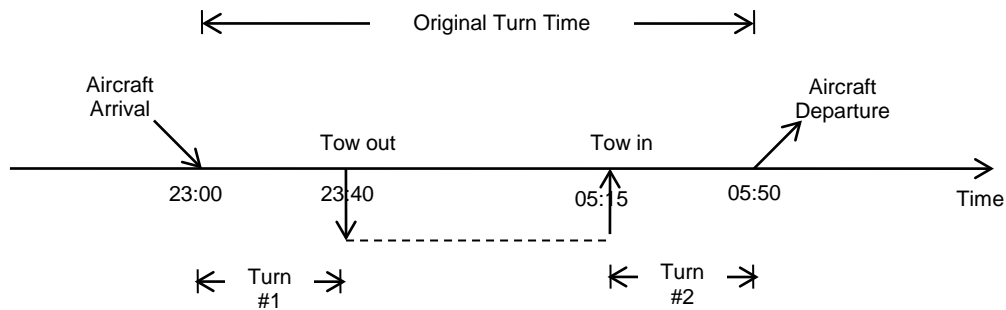 Original Turn Time
Aircraft
Arrival
Aircraft
Departure
Tow out
Tow in
23:00
23:40
05:15
05:50
Time
Turn
#1
Turn
#2